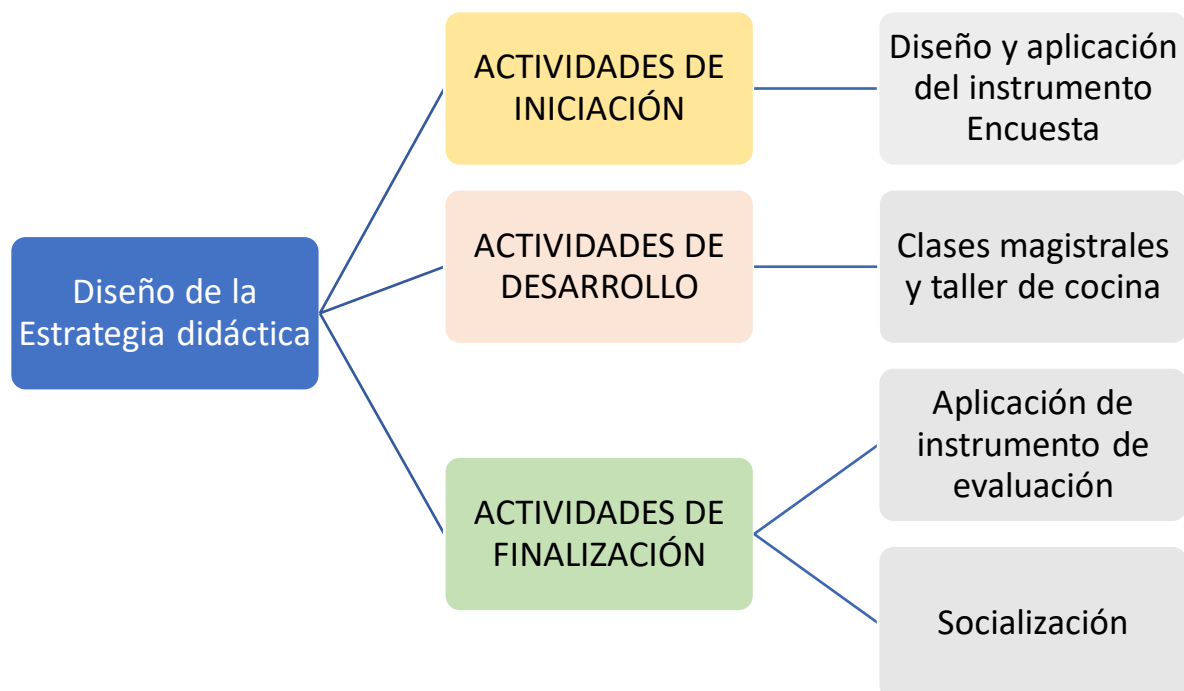 Diseño de la
Estrategia didáctica
ACTIVIDADES DE
INICIACIÓN
Diseño y aplicación
del instrumento
Encuesta
ACTIVIDADES DE
DESARROLLO
Clases magistrales
y taller de cocina
ACTIVIDADES DE
FINALIZACIÓN
Aplicación de
instrumento de
evaluación
Socialización